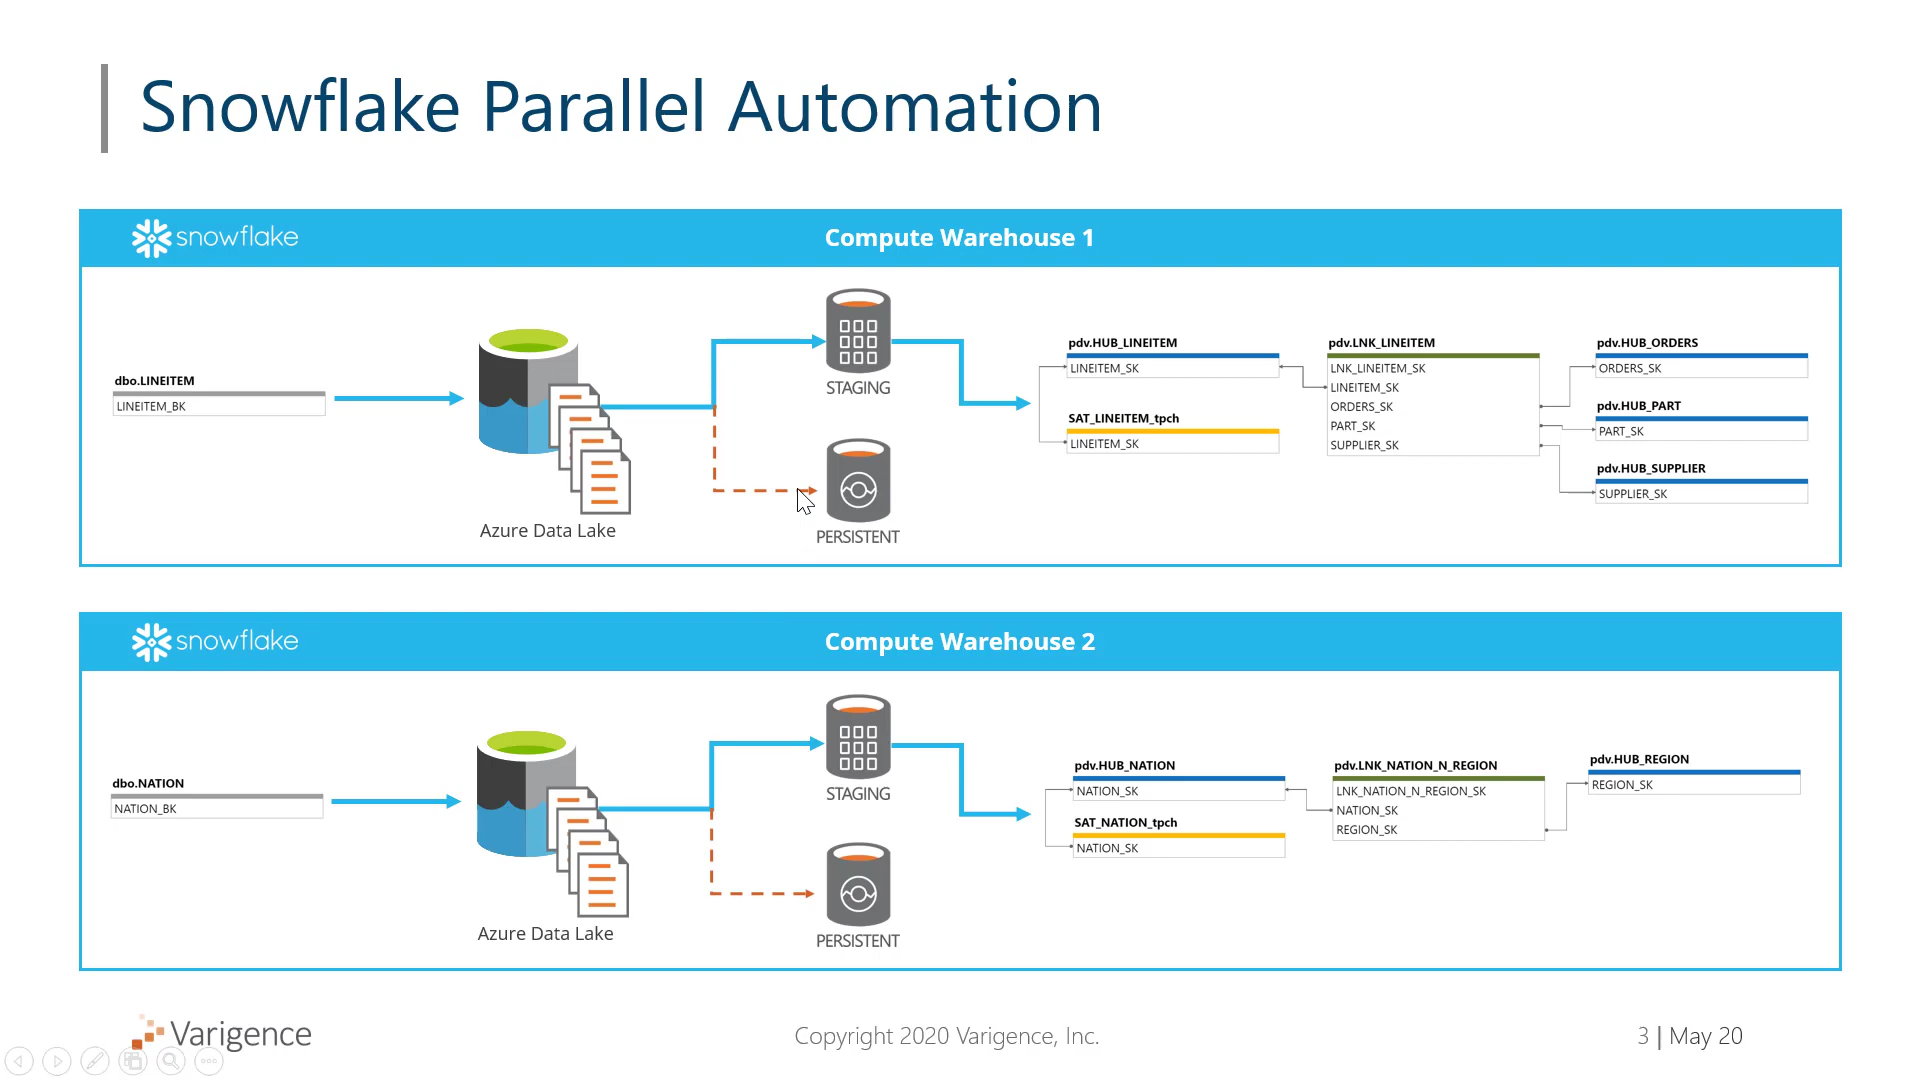 Snowflake Parallel Automation
snowflake
Compute Warehouse 1
dbo.LINEITEM
LINEITEM_BK
Azure Data Lake
STAGING
PERSISTENT
pdv.HUB_LINEITEM
LINEITEM_SK
SAT_LINEITEM_tpch
LINEITEM_SK
pdv.LNK_LINEITEM
LNK_LINEITEM_SK
LINEITEM_SK
ORDERS_SK
PART_SK
SUPPLIER_SK
pdv.HUB_ORDERS
ORDERS_SK
pdv.HUB_PART
PART_SK
pdv.HUB_SUPPLIER
SUPPLIER_SK
snowflake
Compute Warehouse 2
dbo.NATION
NATION_BK
Azure Data Lake
STAGING
PERSISTENT
pdv.HUB_NATION
NATION_SK
SAT_NATION_tpch
NATION_SK
pdv.LNK_NATION_N_REGION
LNK_NATION_N_REGION_SK
NATION_SK
REGION_SK
pdv.HUB_REGION
REGION_SK
Varigence
Copyright 2020 Varigence, Inc.
3 | May 20